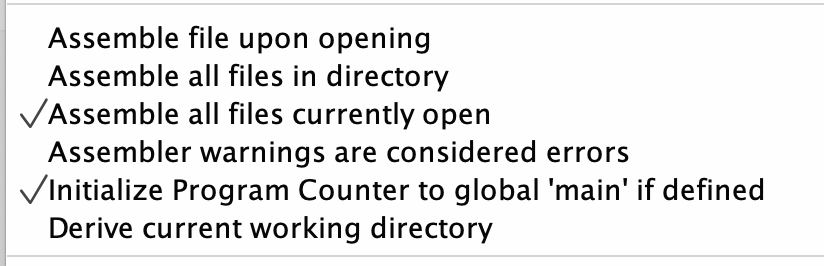 Assemble file upon opening
Assemble all files in directory
Assemble all files currently open
Assembler warnings are considered errors
Initialize Program Counter to global 'main' if defined
Derive current working directory